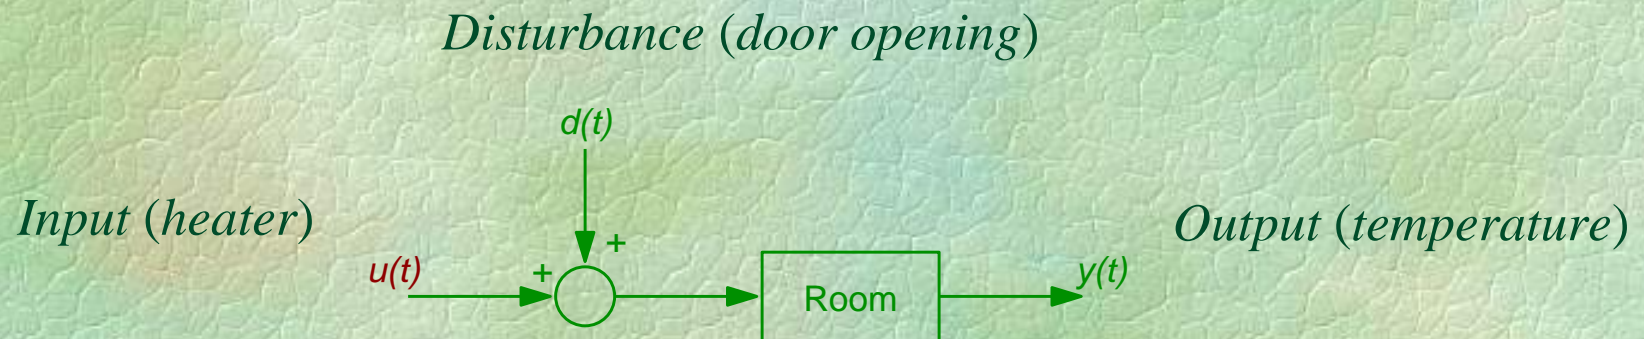 Disturbance (door opening)
d(t)
Input (heater)
Output (temperature)
+
u(t)
+
y(t)
Room